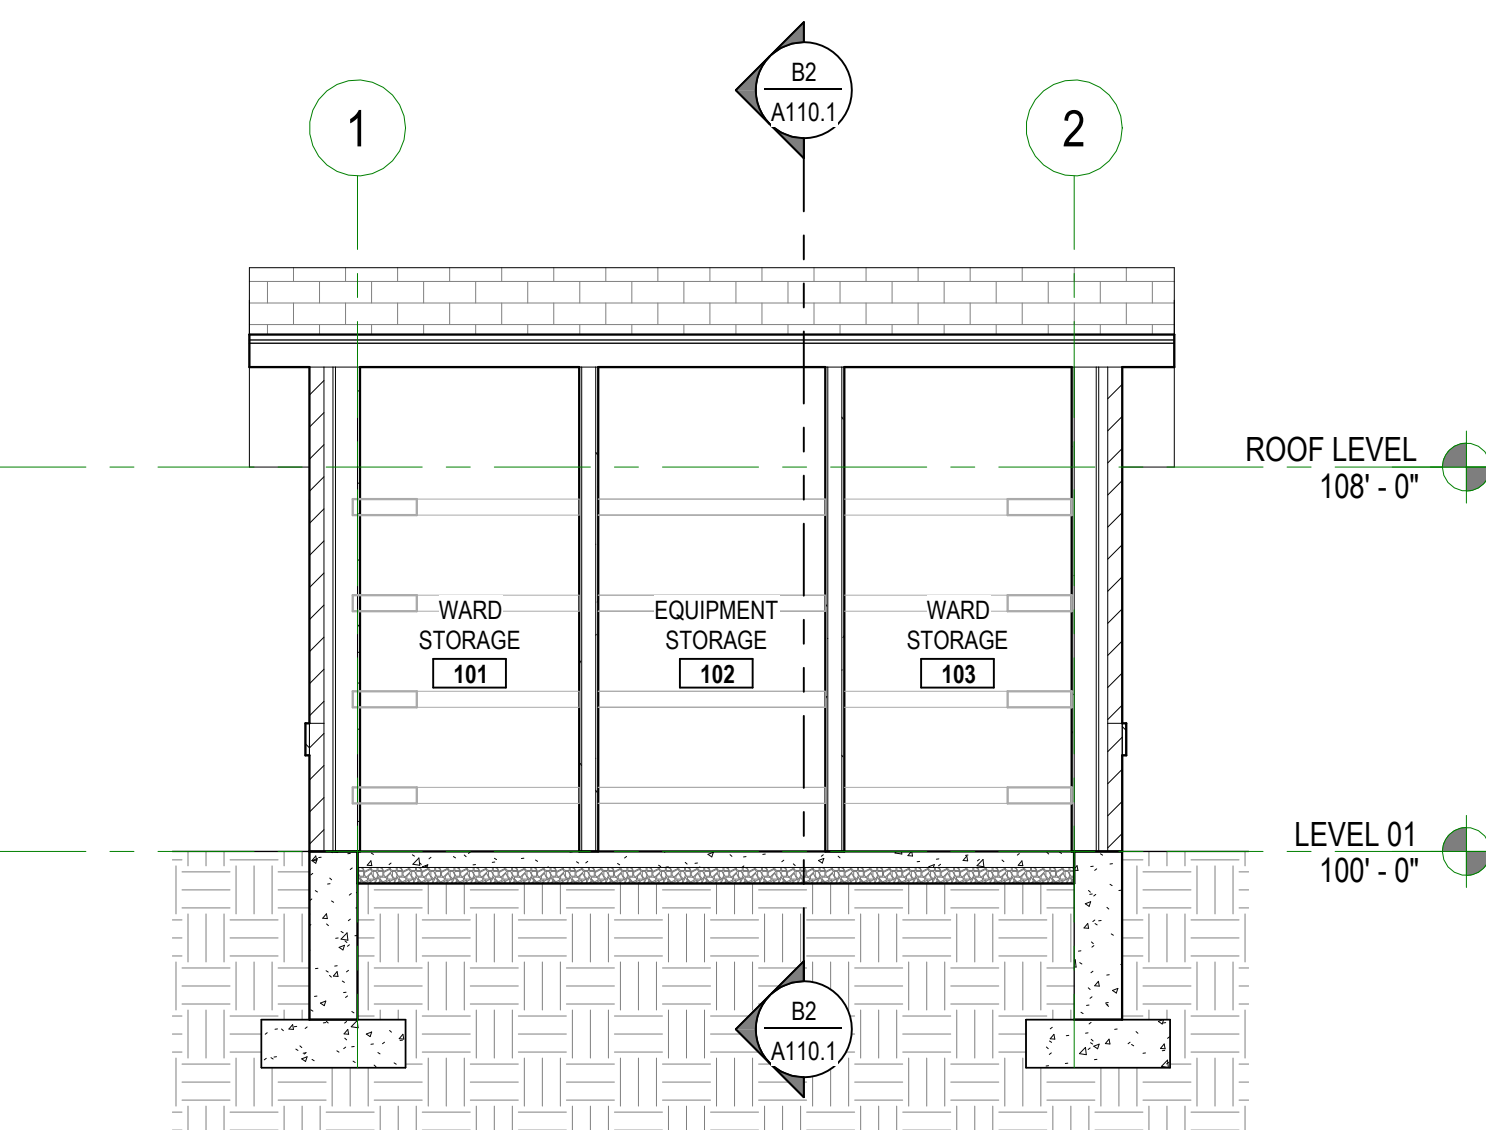 B2
A110.1
1
2
ROOF LEVEL
108' - 0"
WARD
STORAGE
101
EQUIPMENT
STORAGE
102
WARD
STORAGE
103
LEVEL 01
100' - 0"
B2
A110.1